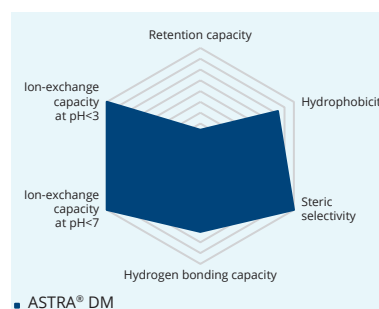 Retention capacity
Ion-exchange
capacity
at pH<3
Hydrophobicit
Ion-exchange
capacity
at pH<7
Steric
selectivity
Hydrogen bonding capacity
ASTRA® DM